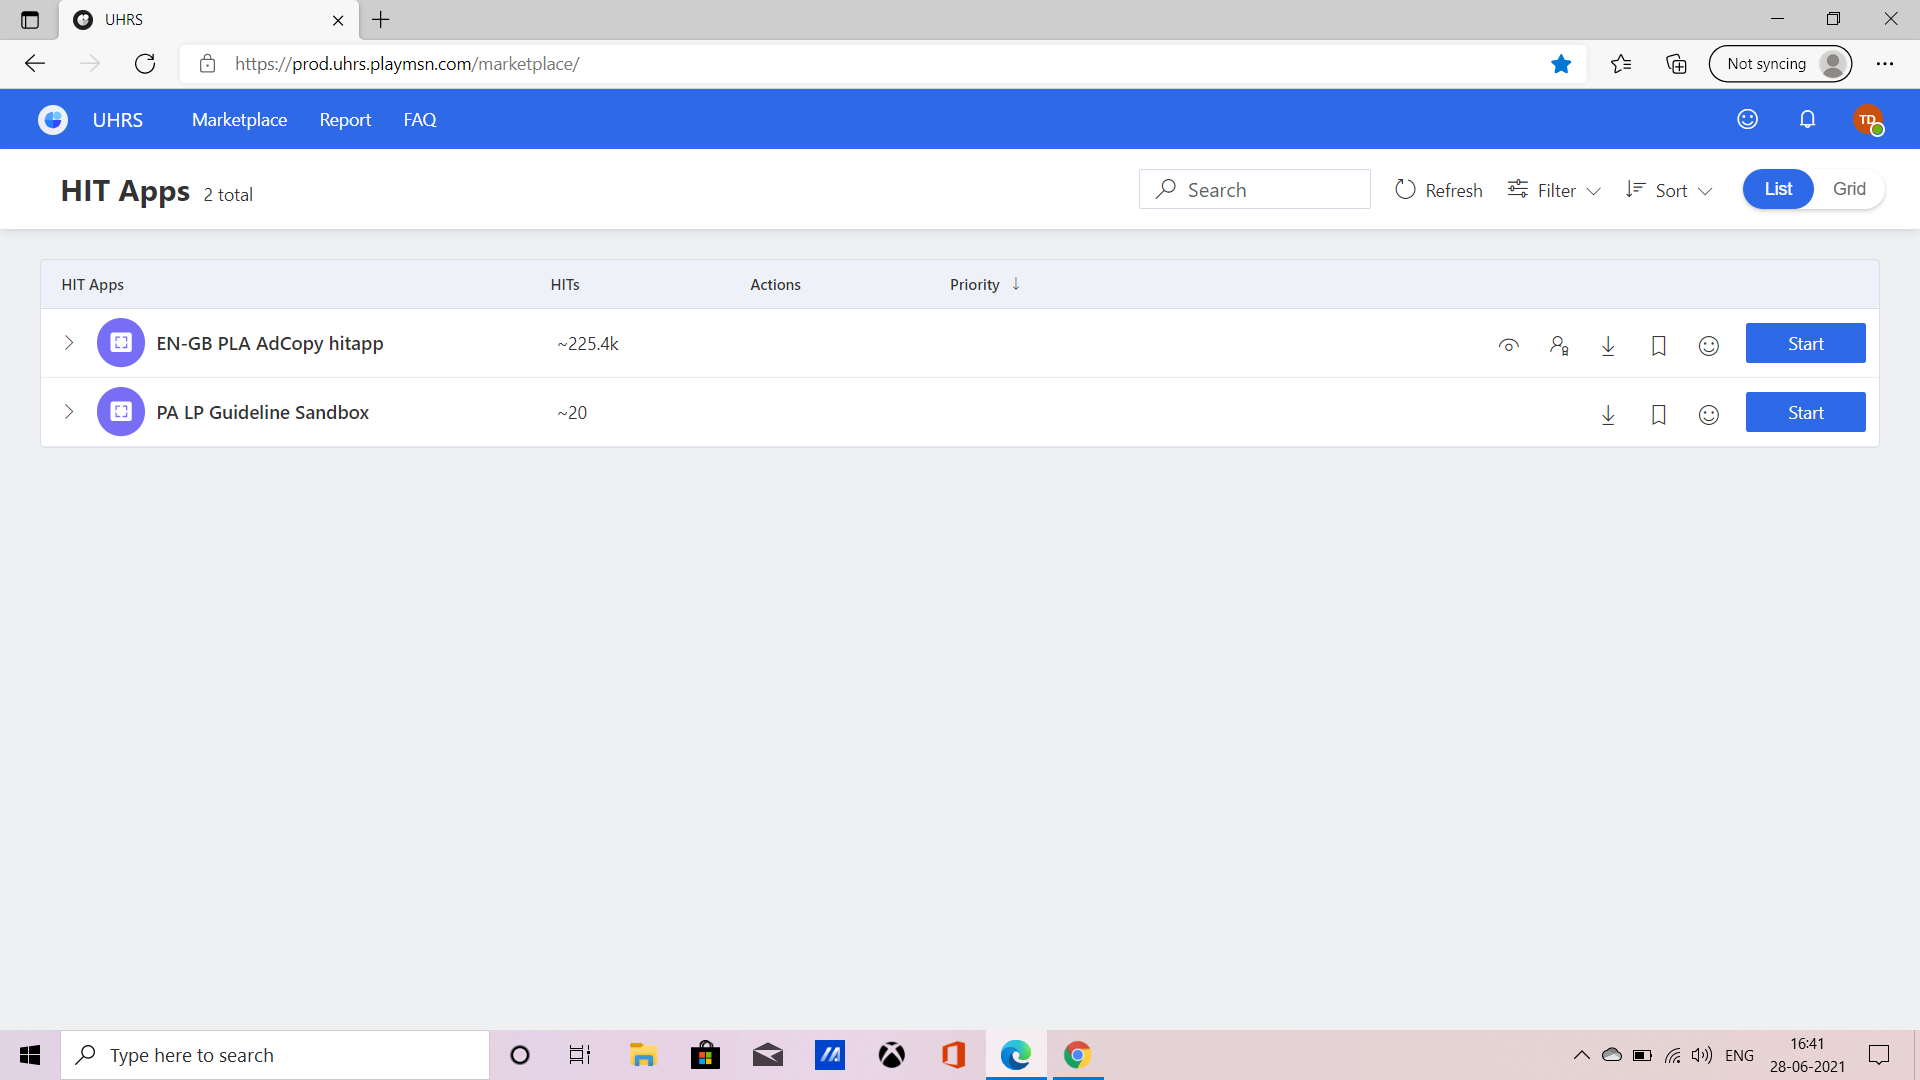 UHRS
https://prod.uhrs.playmsn.com/marketplace/
Not syncing
UHRS Marketplace Report FAQ
TD
HIT Apps 2 total
Search Refresh Filter Sort List Grid
HIT Apps HITs Actions Priority
EN-GB PLA AdCopy hitapp ~225.4k Start
PA LP Guideline Sandbox ~20 Start
Type here to search
ENG
16:41
28-06-2021